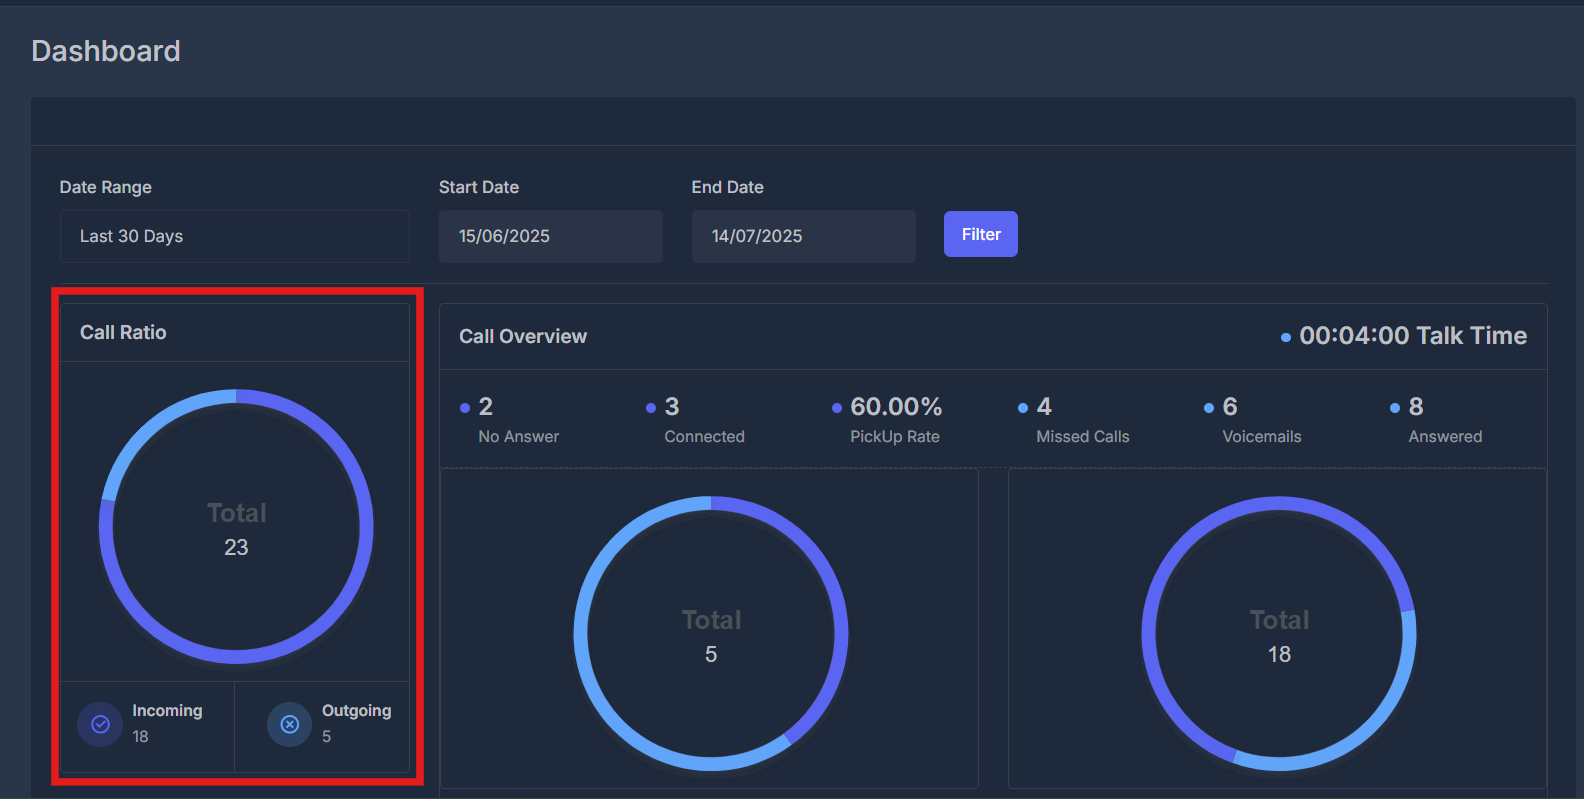 Dashboard
Date Range
Start Date
End Date
Last 30 Days
15/06/2025
14/07/2025
Filter
Call Ratio
Total
23
Incoming
18
Outgoing
5
Call Overview
00:04:00 Talk Time
2
No Answer
3
Connected
60.00%
PickUp Rate
4
Missed Calls
6
Voicemails
8
Answered
Total
5
Total
18